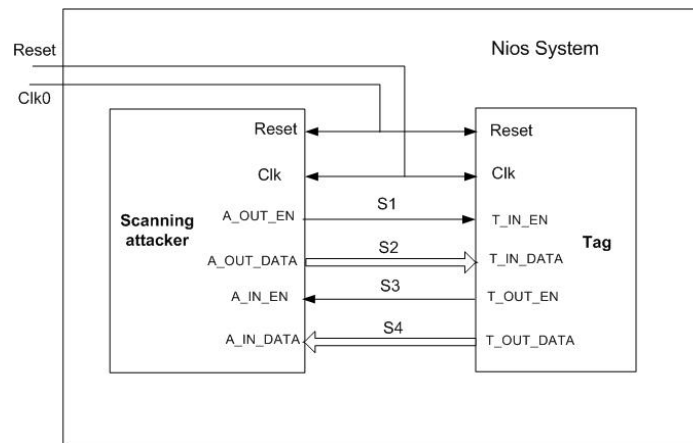 Reset
Nios System
Clk0
Reset
Reset
Clk
Clk
Scanning
attacker
A_OUT_EN
S1
T_IN_EN
Tag
A_OUT_DATA
S2
T_IN_DATA
A_IN_EN
S3
T_OUT_EN
A_IN_DATA
S4
T_OUT_DATA